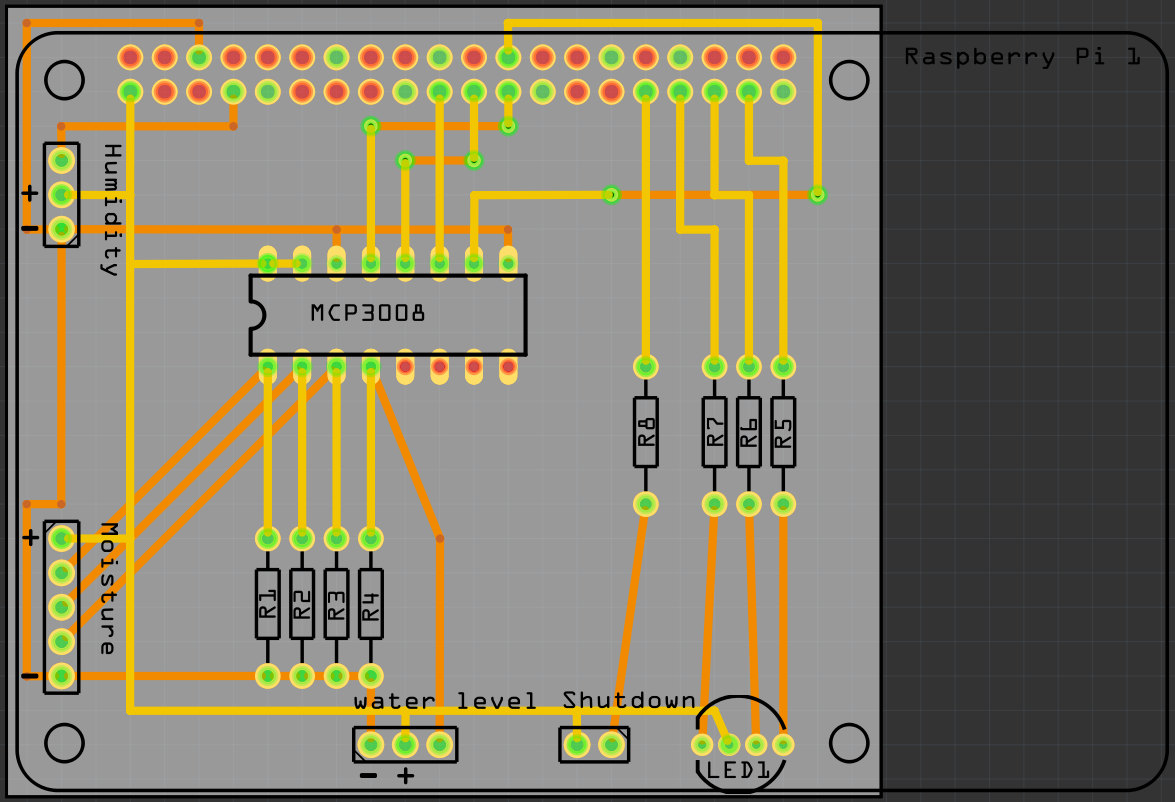 Raspberry Pi 1
Humidity
+
-
MCP3008
R8
R7
R6
R5
+
Moisture
-
R1
R2
R3
R4
water level
Shutdown
- +
LED1